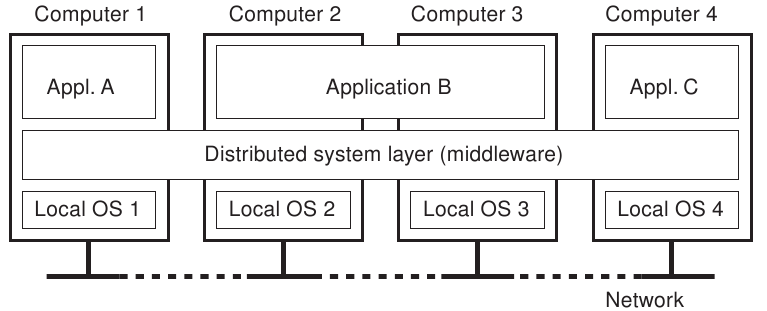 Computer 1
Computer 2
Computer 3
Computer 4
Appl. A
Application B
Appl. C
Distributed system layer (middleware)
Local OS 1
Local OS 2
Local OS 3
Local OS 4
Network